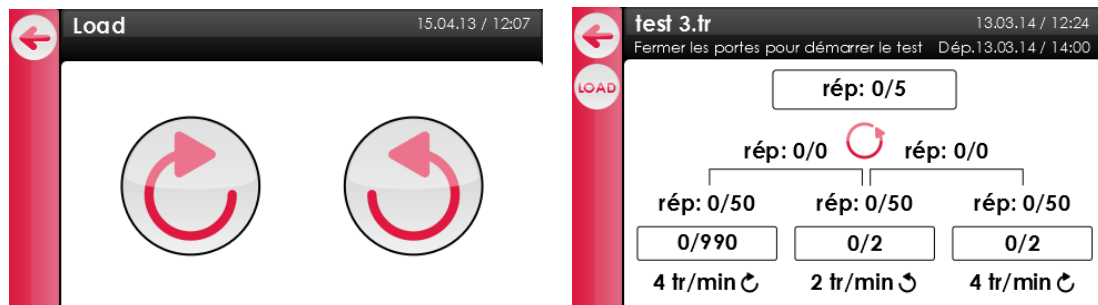 Load 15.04.13 / 12:07
test 3.tr 13.03.14 / 12:24
Fermer les portes pour démarrer le test Dép.13.03.14 / 14:00
LOAD
rép: 0/5
rép: 0/0 rép: 0/0
rép: 0/50 rép: 0/50 rép: 0/50
0/990 0/2 0/2
4 tr/min 2 tr/min 4 tr/min